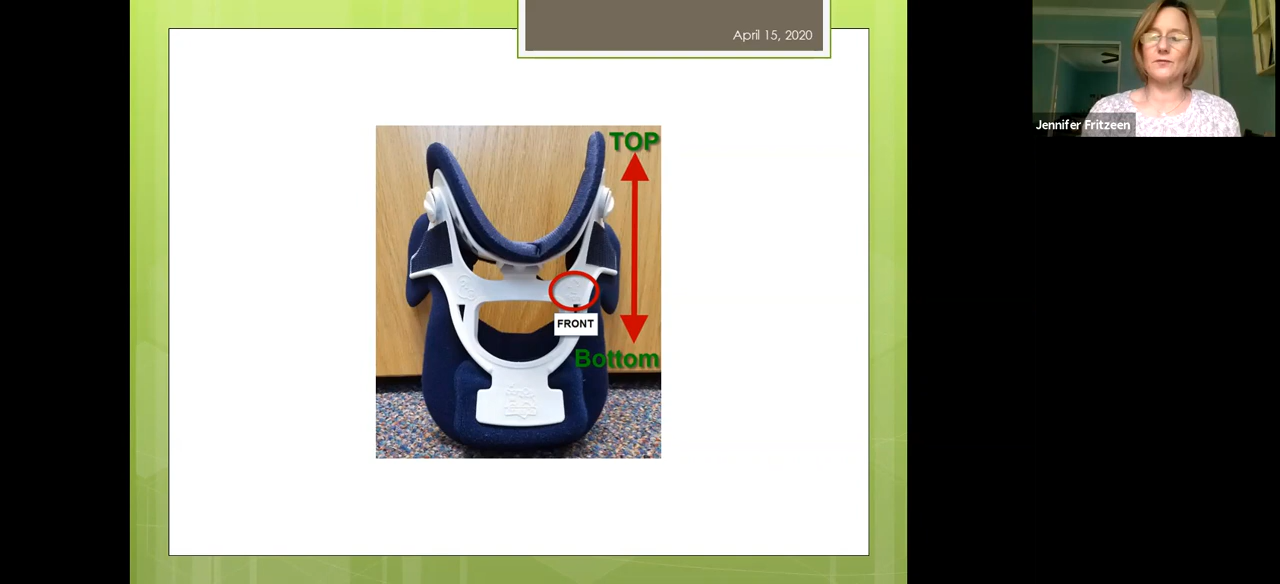 April 15, 2020
TOP
FRONT
Bottom
Jennifer Fritzeen